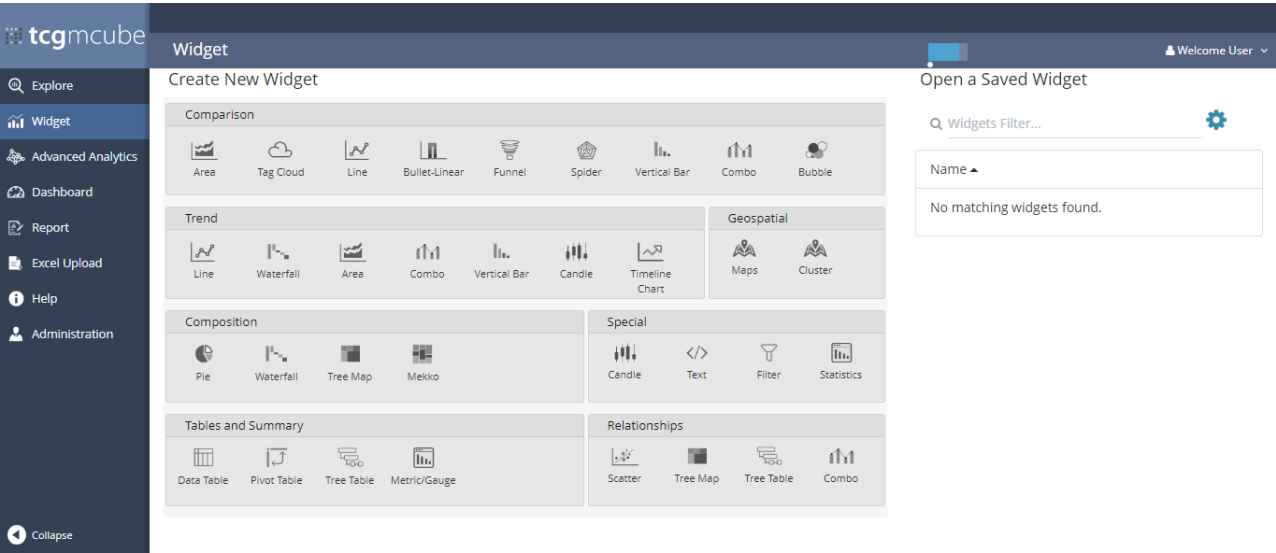 tcgmcube
Widget
Welcome User
Explore
Widget
Advanced Analytics
Dashboard
Report
Excel Upload
Help
Administration
Collapse
Create New Widget
Comparison
Area Tag Cloud Line Bullet-Linear Funnel Spider Vertical Bar Combo Bubble
Trend
Line Waterfall Area Combo Vertical Bar Candle Timeline
Chart
Geospatial
Maps Cluster
Composition
Pie Waterfall Tree Map Mekko
Special
Candle Text Filter Statistics
Tables and Summary
Data Table Pivot Table Tree Table Metric/Gauge
Relationships
Scatter Tree Map Tree Table Combo
Open a Saved Widget
Widgets Filter...
Name
No matching widgets found.